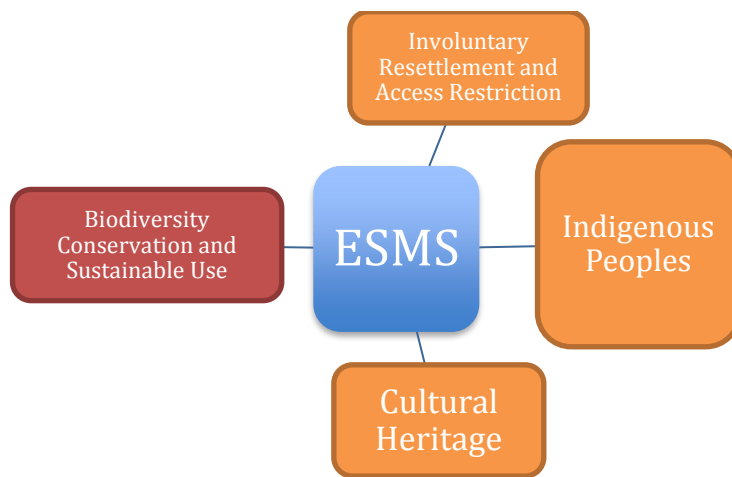 Involuntary
Resettlement and
Access Restriction
Biodiversity
Conservation and
Sustainable Use
ESMS
Indigenous
Peoples
Cultural
Heritage